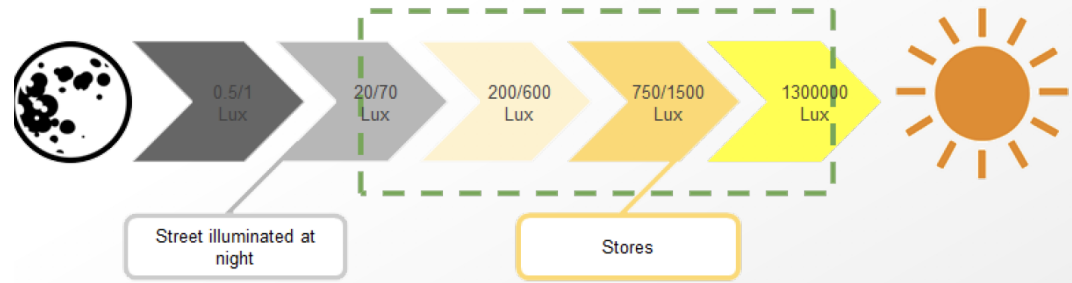 0.5/1
Lux
20/70
Lux
200/600
Lux
750/1500
Lux
1300000
Lux
Street illuminated at
night
Stores